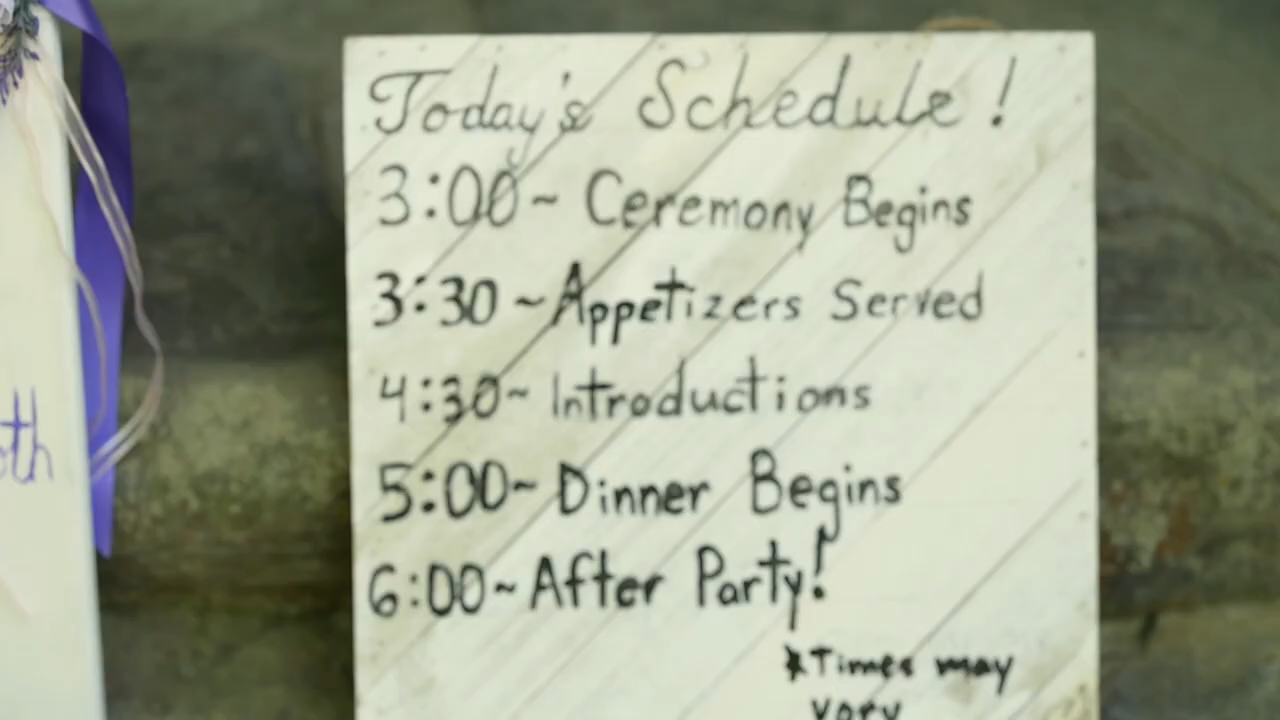 Today's Schedule!
3:00~ Ceremony Begins
3:30~Appetizers Served
4:30~ Introductions
5:00~ Dinner Begins
6:00~After Party!
*Times may
vary